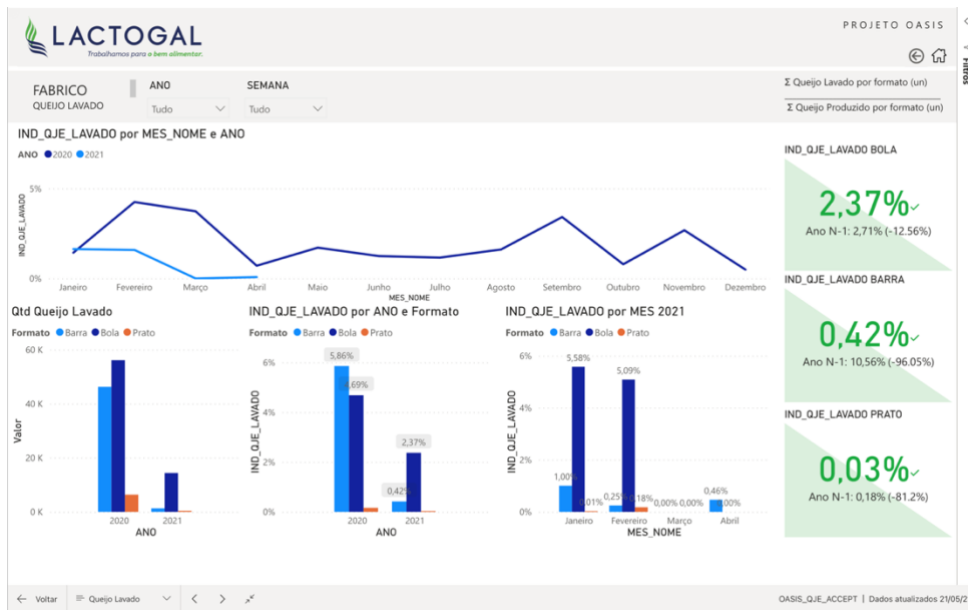 LACTOGAL
Trabalhamos para o bem alimentar.
PROJETO OASIS
Filtros
FABRICO
QUEIJO LAVADO
ANO
Tudo
SEMANA
Tudo
Σ Queijo Lavado por formato (un)
Σ Queijo Produzido por formato (un)
IND_QJE_LAVADO por MES_NOME e ANO
ANO 2020 2021
IND_QJE_LAVADO
5%
0%
Janeiro Fevereiro Março Abril Maio Junho Julho Agosto Setembro Outubro Novembro Dezembro
MES_NOME
IND_QJE_LAVADO BOLA
2,37%
Ano N-1: 2,71% (-12.56%)
IND_QJE_LAVADO BARRA
0,42%
Ano N-1: 10,56% (-96.05%)
IND_QJE_LAVADO PRATO
0,03%
Ano N-1: 0,18% (-81.2%)
Qtd Queijo Lavado
Formato Barra Bola Prato
Valor
60 K
40 K
20 K
0 K
2020 2021
ANO
IND_QJE_LAVADO por ANO e Formato
Formato Barra Bola Prato
IND_QJE_LAVADO
6%
4%
2%
0%
5,86%
4,69%
0,42%
2,37%
2020 2021
ANO
IND_QJE_LAVADO por MES 2021
Formato Barra Bola Prato
IND_QJE_LAVADO
6%
4%
2%
0%
1,00% 5,58% 0,01%
0,25% 5,09% 0,18%
0,00% 0,00%
0,46% 0,00%
Janeiro Fevereiro Março Abril
MES_NOME
Voltar
Queijo Lavado
OASIS_QJE_ACCEPT | Dados atualizados 21/05/2